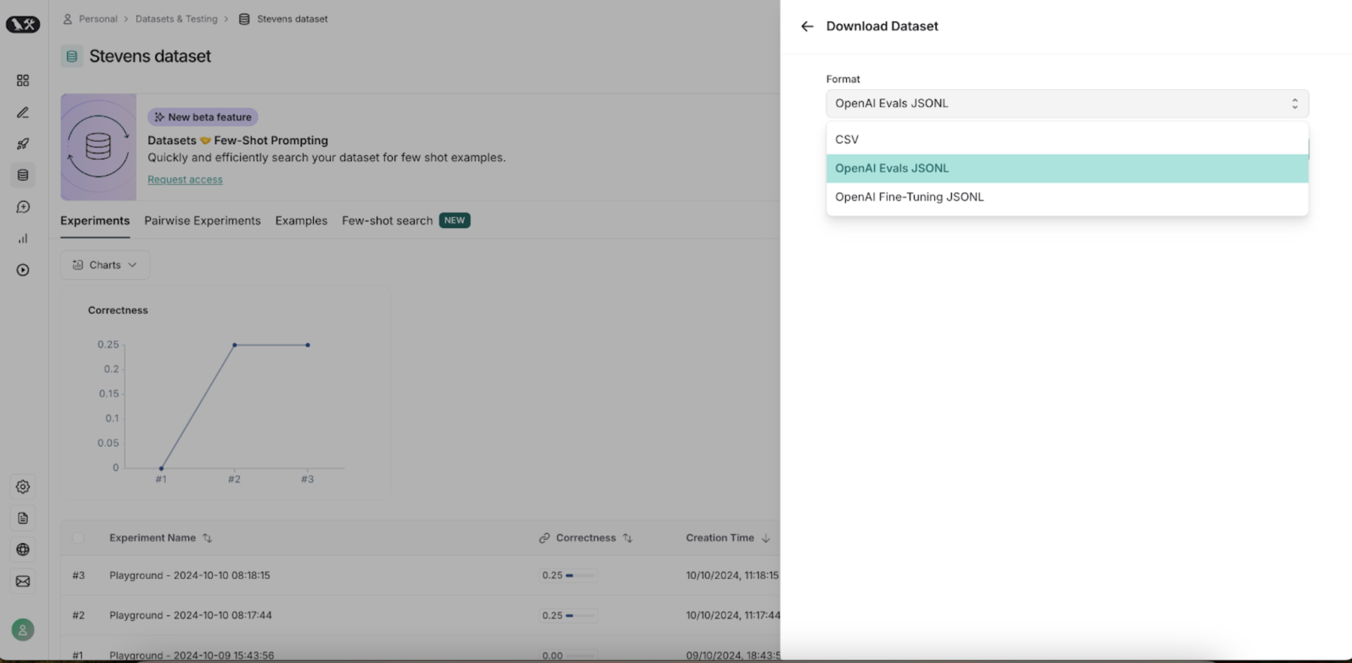 Personal > Datasets & Testing > Stevens dataset
Stevens dataset
New beta feature
Datasets 🤝 Few-Shot Prompting
Quickly and efficiently search your dataset for few shot examples.
Request access
Experiments Pairwise Experiments Examples Few-shot search NEW
Charts
Correctness
0.25
0.2
0.15
0.1
0.05
0
#1 #2 #3
Experiment Name Correctness Creation Time
#3 Playground - 2024-10-10 08:18:15 0.25 10/10/2024, 11:18:15
#2 Playground - 2024-10-10 08:17:44 0.25 10/10/2024, 11:17:44
#1 Playground - 2024-10-09 15:43:56 0.00 09/10/2024, 18:43:5
Download Dataset
Format
OpenAI Evals JSONL
CSV
OpenAI Evals JSONL
OpenAI Fine-Tuning JSONL